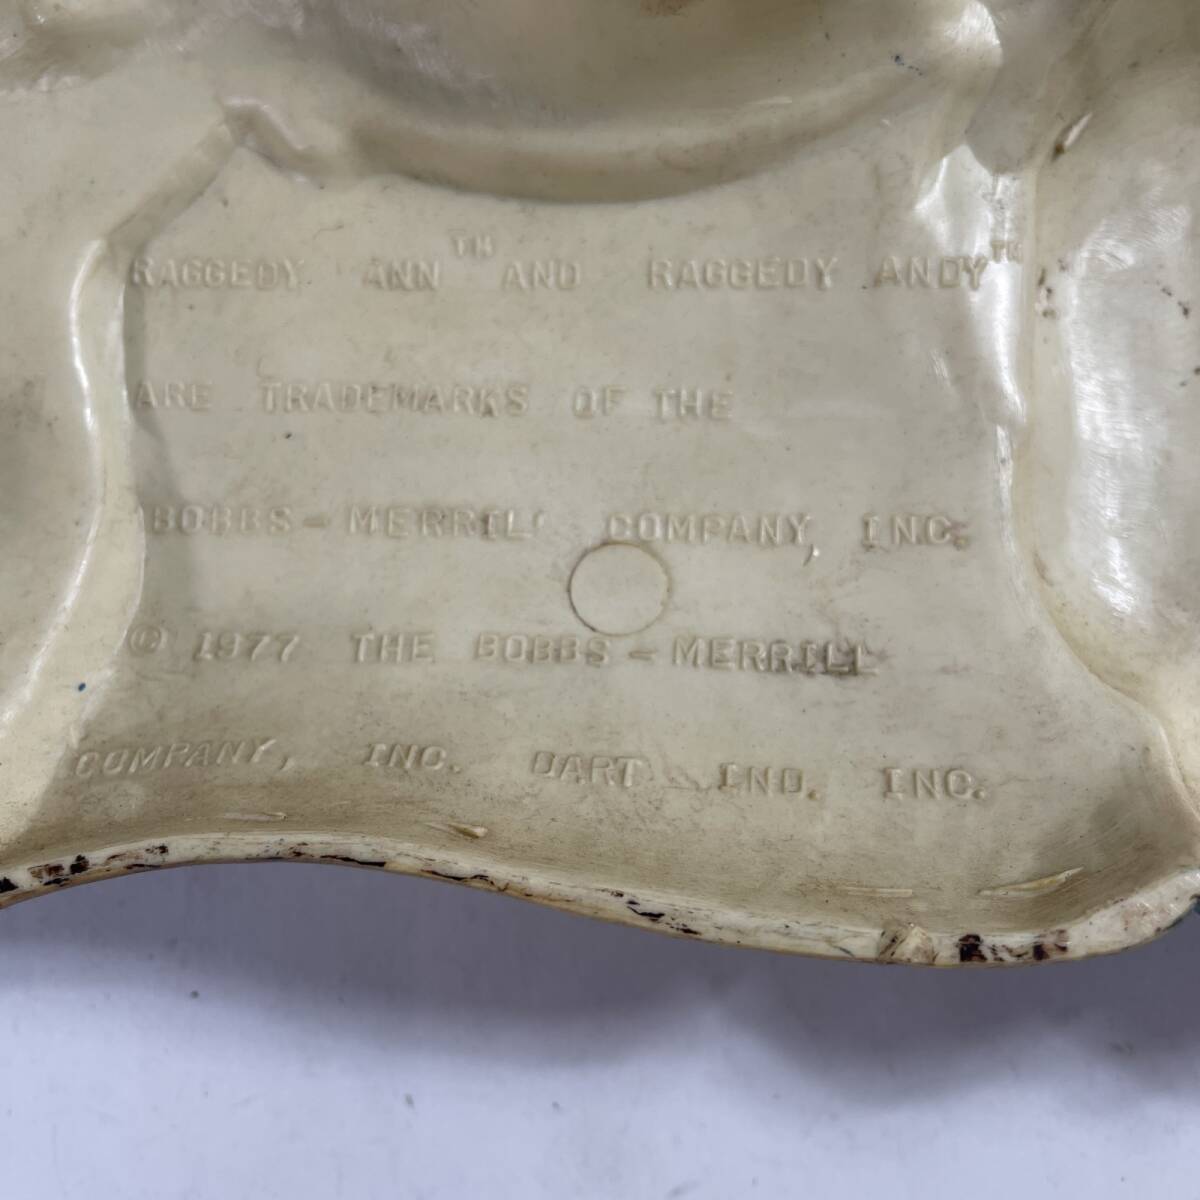 RAGGEDY ANN™ AND RAGGEDY ANDY™
ARE TRADEMARKS OF THE
BOBBS-MERRILL COMPANY, INC.
© 1977 THE BOBBS-MERRILL
COMPANY, INC. DART IND. INC.